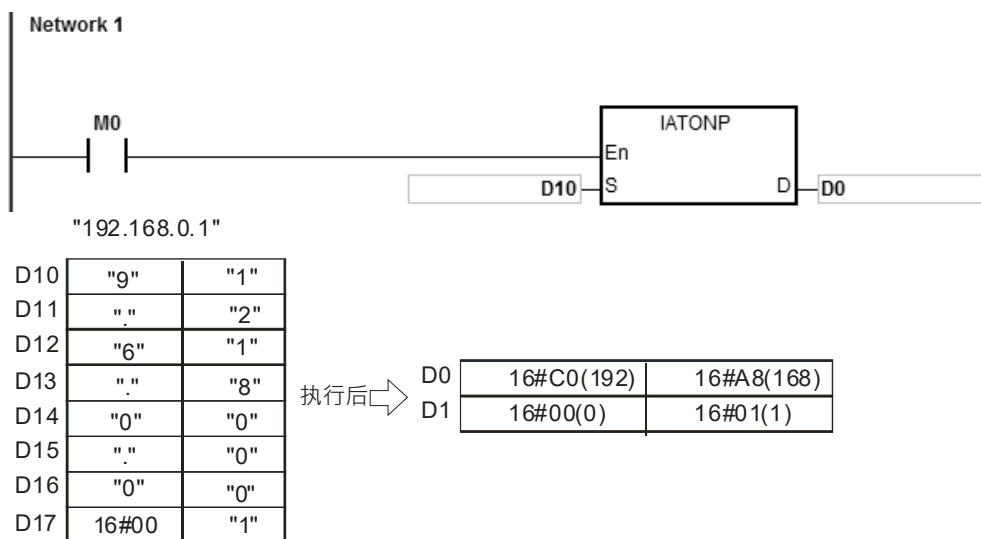 Network 1
M0
IATONP
En
D10 S D D0
"192.168.0.1"
D10 "9" "1"
D11 "." "2"
D12 "6" "1"
D13 "." "8"
D14 "0" "0"
D15 "." "0"
D16 "0" "0"
D17 16#00 "1"
执行后
D0 16#C0(192) 16#A8(168)
D1 16#00(0) 16#01(1)